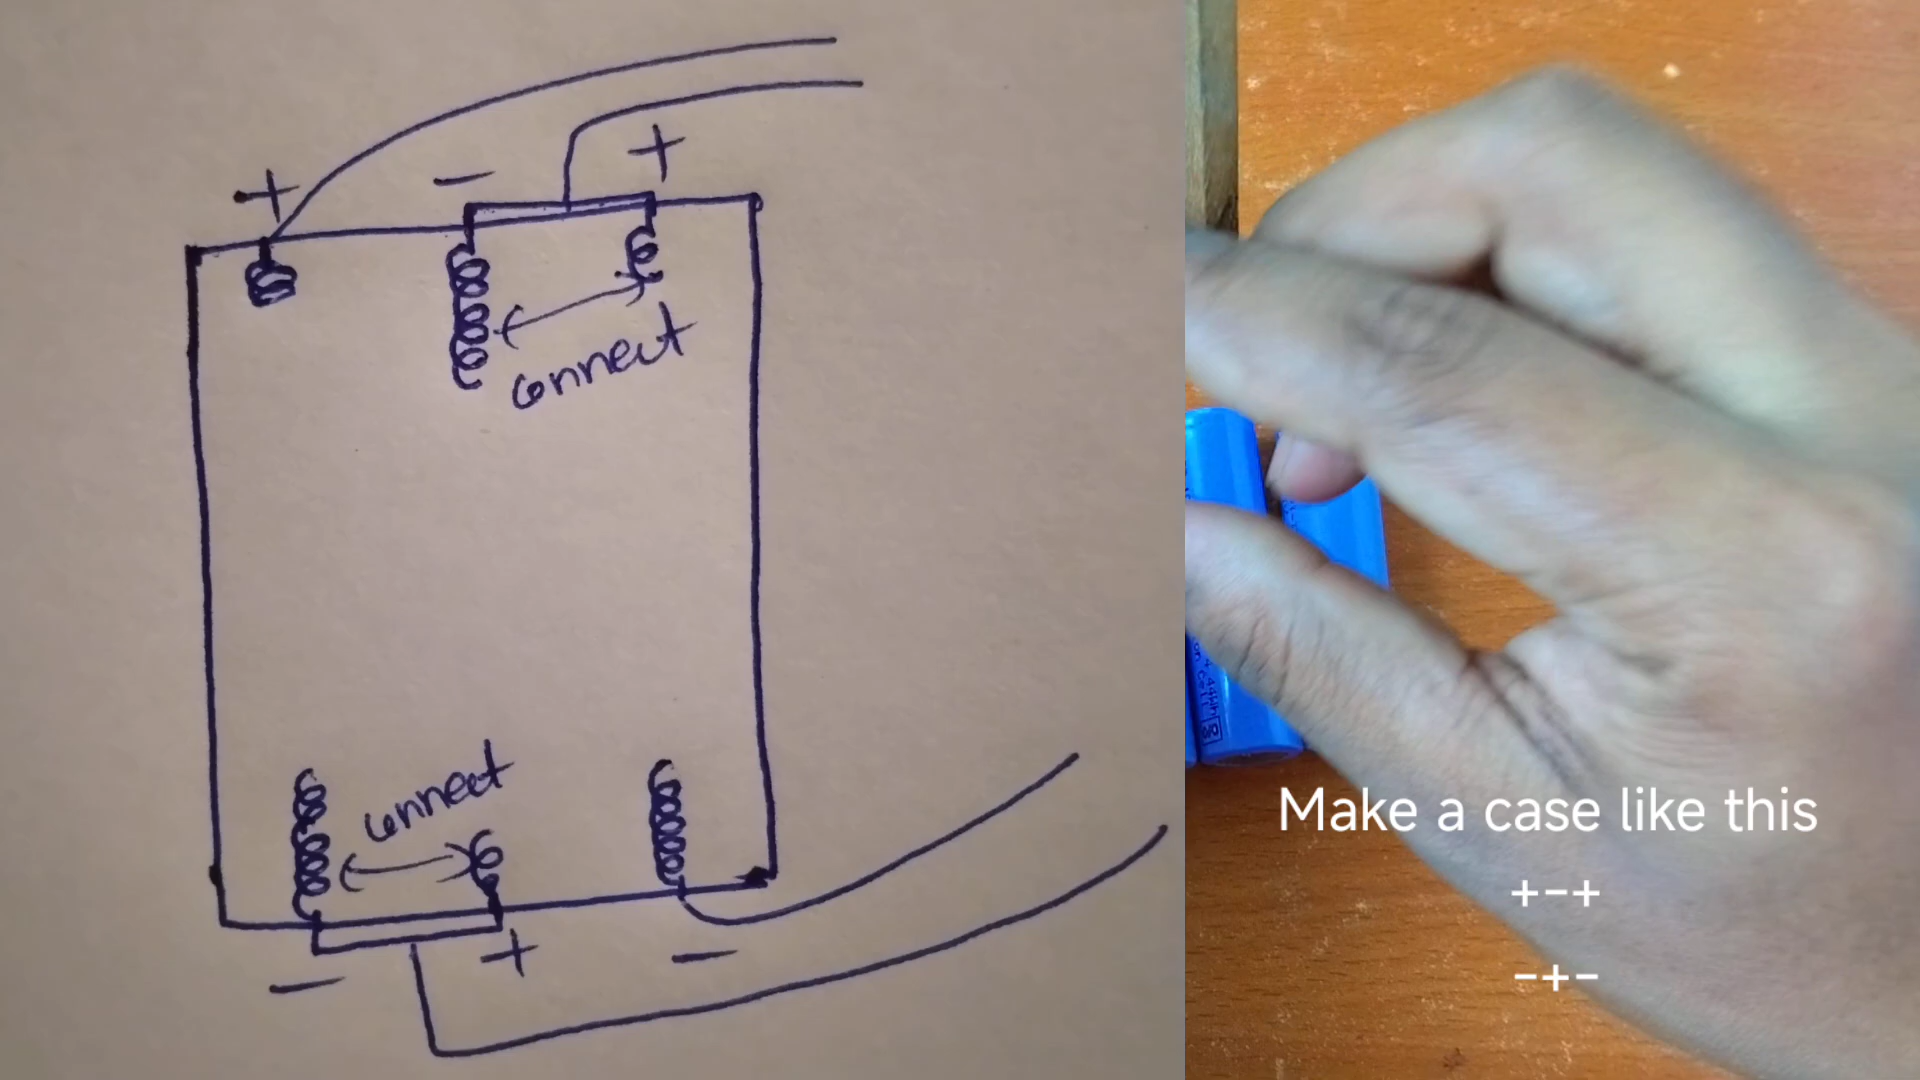 +
-
+
connect
connect
-
+
-
Make a case like this
+-+
-+-